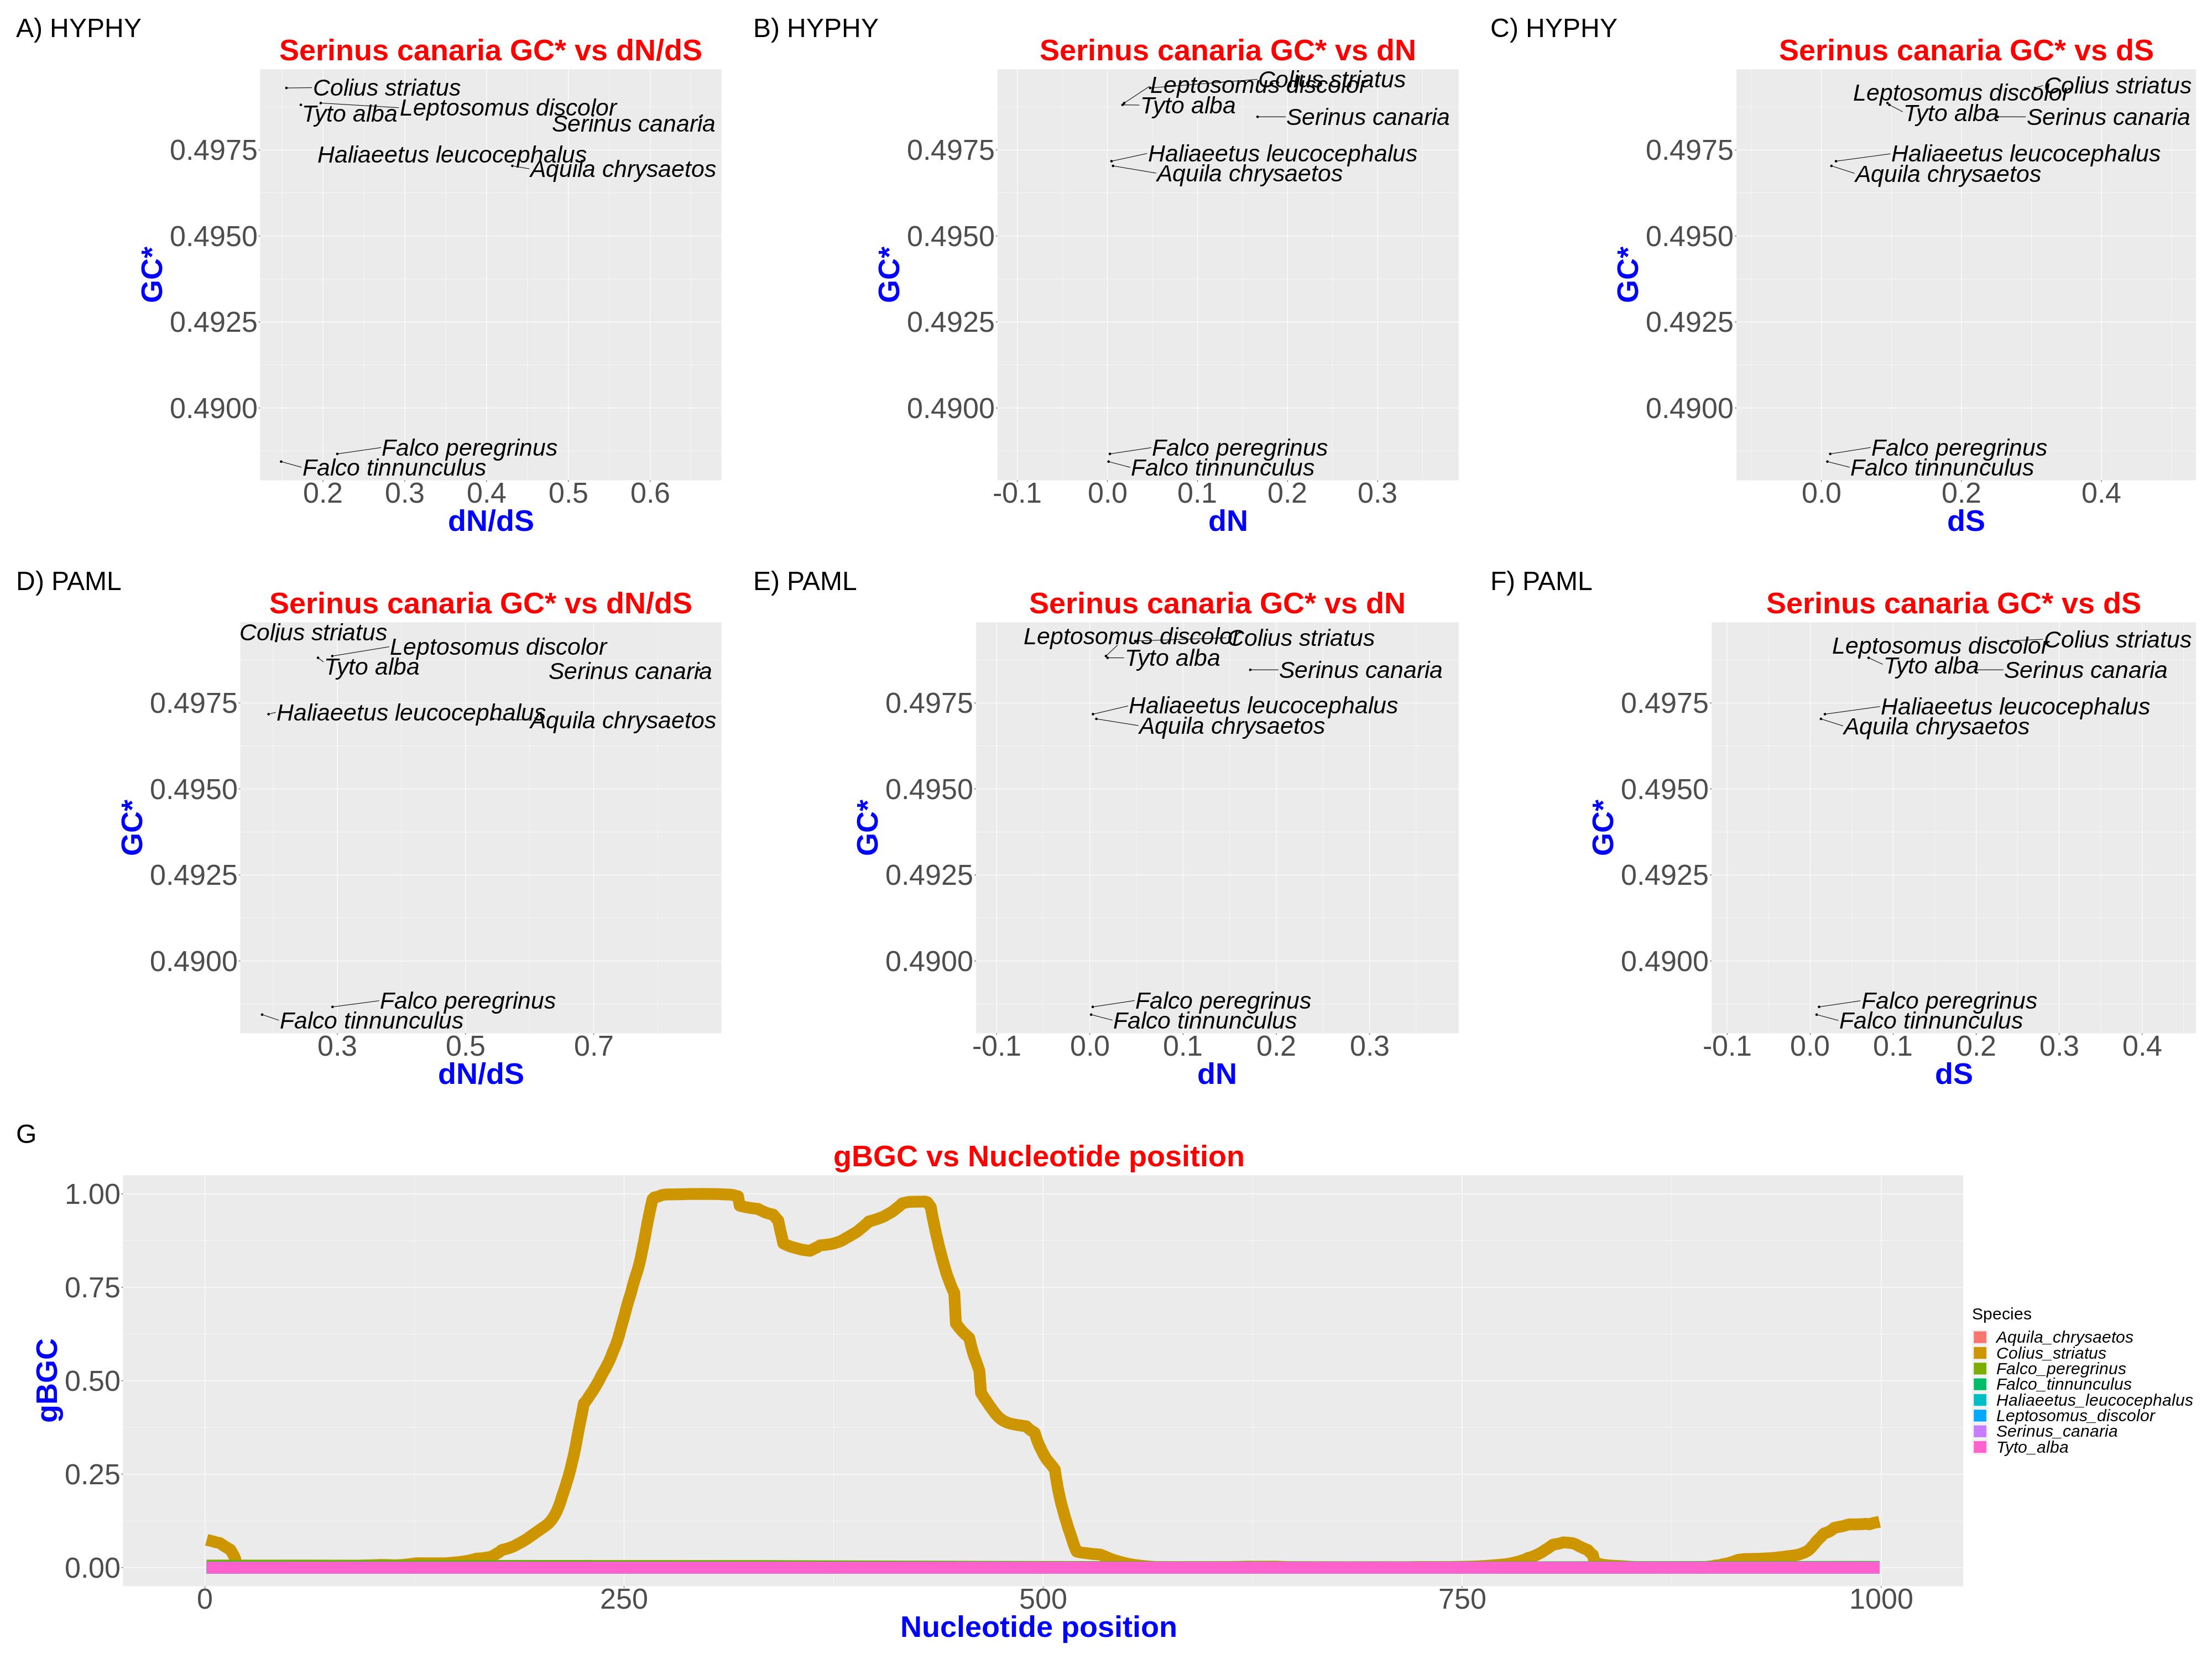 A) HYPHY
Serinus canaria GC* vs dN/dS
Colius striatus
Leptosomus discolor
Tyto alba
Serinus canaria
Haliaeetus leucocephalus
Aquila chrysaetos
Falco peregrinus
Falco tinnunculus
0.4975
0.4950
0.4925
0.4900
GC*
0.2 0.3 0.4 0.5 0.6
dN/dS
B) HYPHY
Serinus canaria GC* vs dN
Colius striatus
Leptosomus discolor
Tyto alba
Serinus canaria
Haliaeetus leucocephalus
Aquila chrysaetos
Falco peregrinus
Falco tinnunculus
0.4975
0.4950
0.4925
0.4900
GC*
-0.1 0.0 0.1 0.2 0.3
dN
C) HYPHY
Serinus canaria GC* vs dS
Colius striatus
Leptosomus discolor
Tyto alba
Serinus canaria
Haliaeetus leucocephalus
Aquila chrysaetos
Falco peregrinus
Falco tinnunculus
0.4975
0.4950
0.4925
0.4900
GC*
0.0 0.2 0.4
dS
D) PAML
Serinus canaria GC* vs dN/dS
Colius striatus
Leptosomus discolor
Tyto alba
Serinus canaria
Haliaeetus leucocephalus
Aquila chrysaetos
Falco peregrinus
Falco tinnunculus
0.4975
0.4950
0.4925
0.4900
GC*
0.3 0.5 0.7
dN/dS
E) PAML
Serinus canaria GC* vs dN
Leptosomus discolor
Colius striatus
Tyto alba
Serinus canaria
Haliaeetus leucocephalus
Aquila chrysaetos
Falco peregrinus
Falco tinnunculus
0.4975
0.4950
0.4925
0.4900
GC*
-0.1 0.0 0.1 0.2 0.3
dN
F) PAML
Serinus canaria GC* vs dS
Colius striatus
Leptosomus discolor
Tyto alba
Serinus canaria
Haliaeetus leucocephalus
Aquila chrysaetos
Falco peregrinus
Falco tinnunculus
0.4975
0.4950
0.4925
0.4900
GC*
-0.1 0.0 0.1 0.2 0.3 0.4
dS
G
gBGC vs Nucleotide position
1.00
0.75
0.50
0.25
0.00
gBGC
0 250 500 750 1000
Nucleotide position
Species
Aquila_chrysaetos
Colius_striatus
Falco_peregrinus
Falco_tinnunculus
Haliaeetus_leucocephalus
Leptosomus_discolor
Serinus_canaria
Tyto_alba